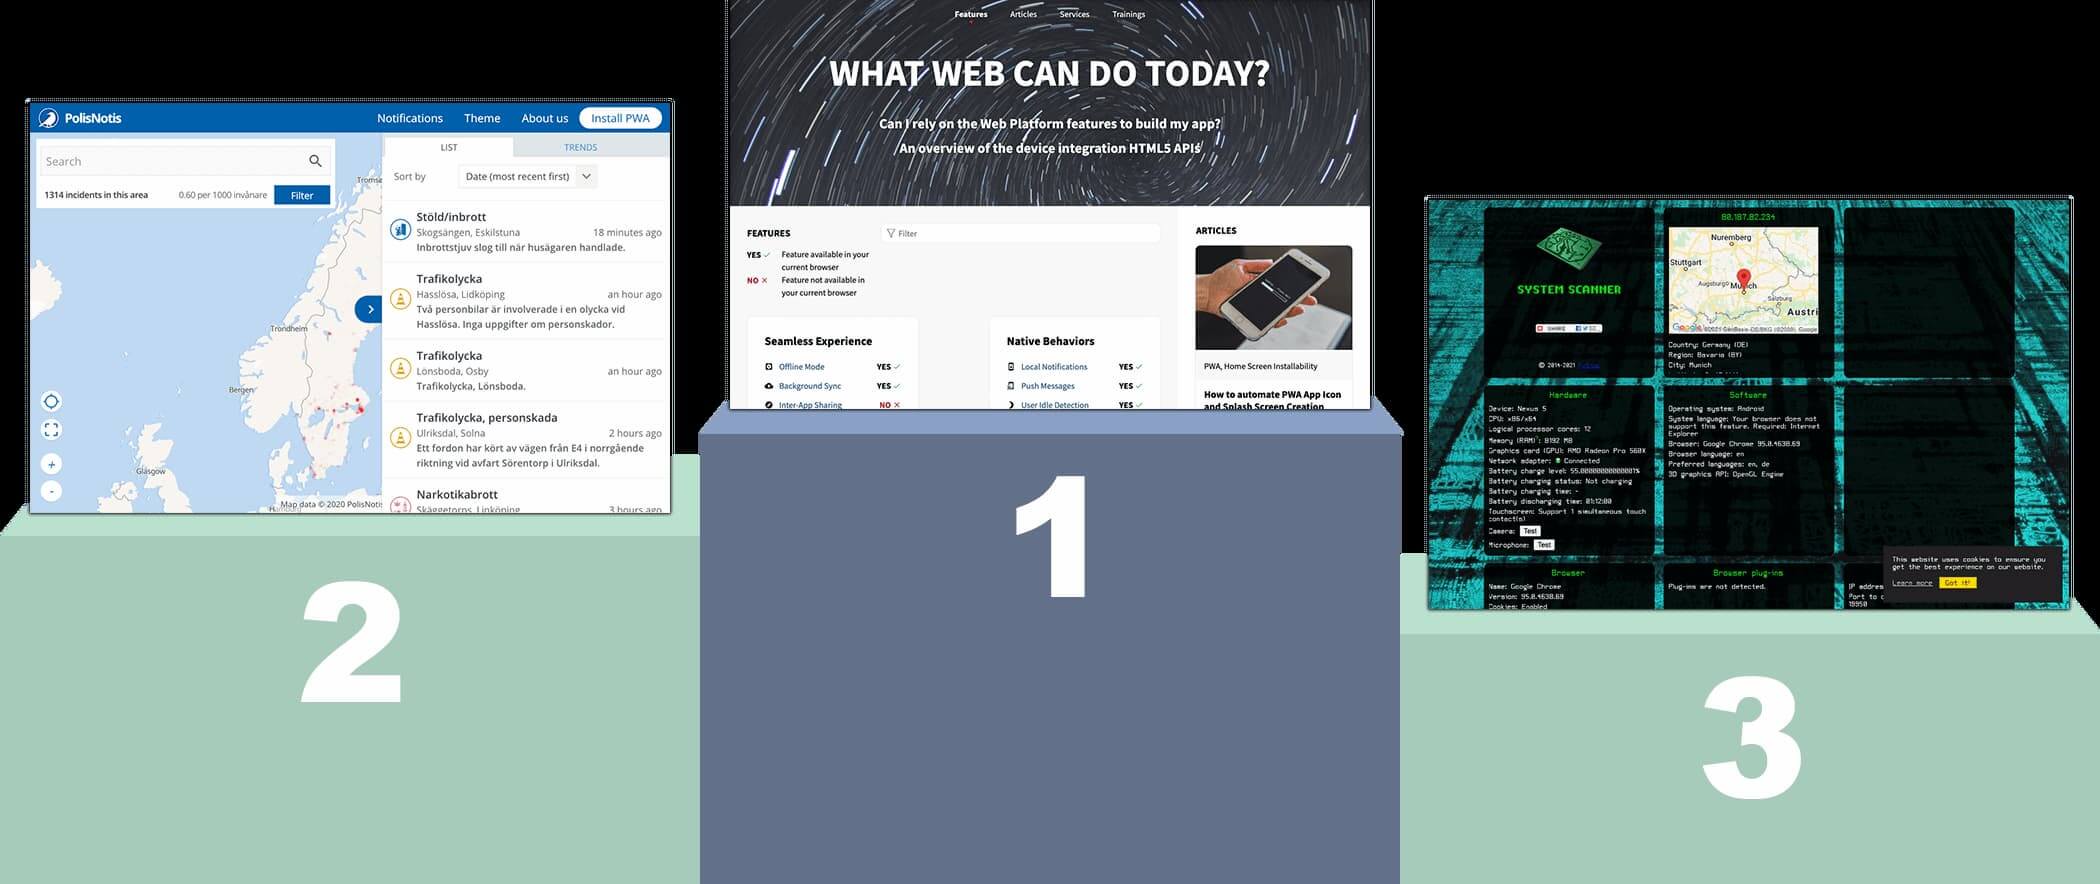 PolisNotis
Notifications Theme About us Install PWA
Search
1314 incidents in this area 0.60 per 1000 invånare Filter
LIST TRENDS
Sort by Date (most recent first)
Stöld/inbrott
Skogsängen, Eskilstuna 18 minutes ago
Inbrottstjuv slog till när husägaren handlade.
Trafikolycka
Hasslösa, Lidköping an hour ago
Två personbilar är involverade i en olycka vid
Hasslösa. Inga uppgifter om personskador.
Trafikolycka
Lönsboda, Osby an hour ago
Trafikolycka, Lönsboda.
Trafikolycka, personskada
Ulriksdal, Solna 2 hours ago
Ett fordon har kört av vägen från E4 i norrgående
riktning vid avfart Sörentorp i Ulriksdal.
Narkotikabrott
Skäggetorps, Linköping 3 hours ago
Tromsø
Trondheim
Bergen
Glasgow
Hamburg
Map data © 2020 PolisNotis
+
-
2
Features Articles Services Trainings
WHAT WEB CAN DO TODAY?
Can I rely on the Web Platform features to build my app?
An overview of the device integration HTML5 APIs
FEATURES
Filter
YES ✓ Feature available in your
current browser
NO × Feature not available in
your current browser
Seamless Experience
Offline Mode YES ✓
Background Sync YES ✓
Inter-App Sharing NO ×
Native Behaviors
Local Notifications YES ✓
Push Messages YES ✓
User Idle Detection YES ✓
ARTICLES
PWA, Home Screen Installability
How to automate PWA App Icon
and Splash Screen Creation
1
SYSTEM SCANNER
SHARE
© 2014-2021
80.187.82.234
Nuremberg
Stuttgart
Augsburg
Munich
Salzburg
Austri
Google
Country: Germany (DE)
Region: Bavaria (BY)
City: Munich
Hardware
Device: Nexus 5
CPU: x86/x64
Logical processor cores: 12
Memory (RAM): 8192 MB
Graphics card (GPU): AMD Radeon Pro 560X
Network adapter: Connected
Battery charge level: 55.00000000000001%
Battery charging status: Not charging
Battery charging time: -
Battery discharging time: 01:12:00
Touchscreen: Support 1 simultaneous touch
contact(s)
Camera: Test
Microphone: Test
Software
Operating system: Android
System language: Your browser does not
support this feature. Required: Internet
Explorer
Browser: Google Chrome 95.0.4638.69
Browser language: en
Preferred languages: en, de
3D graphics API: OpenGL Engine
Browser
Name: Google Chrome
Version: 95.0.4638.69
Cookies: Enabled
Browser plug-ins
Plug-ins are not detected.
IP addres
Port to c
19950
This website uses cookies to ensure you
get the best experience on our website.
Learn more Got it!
3